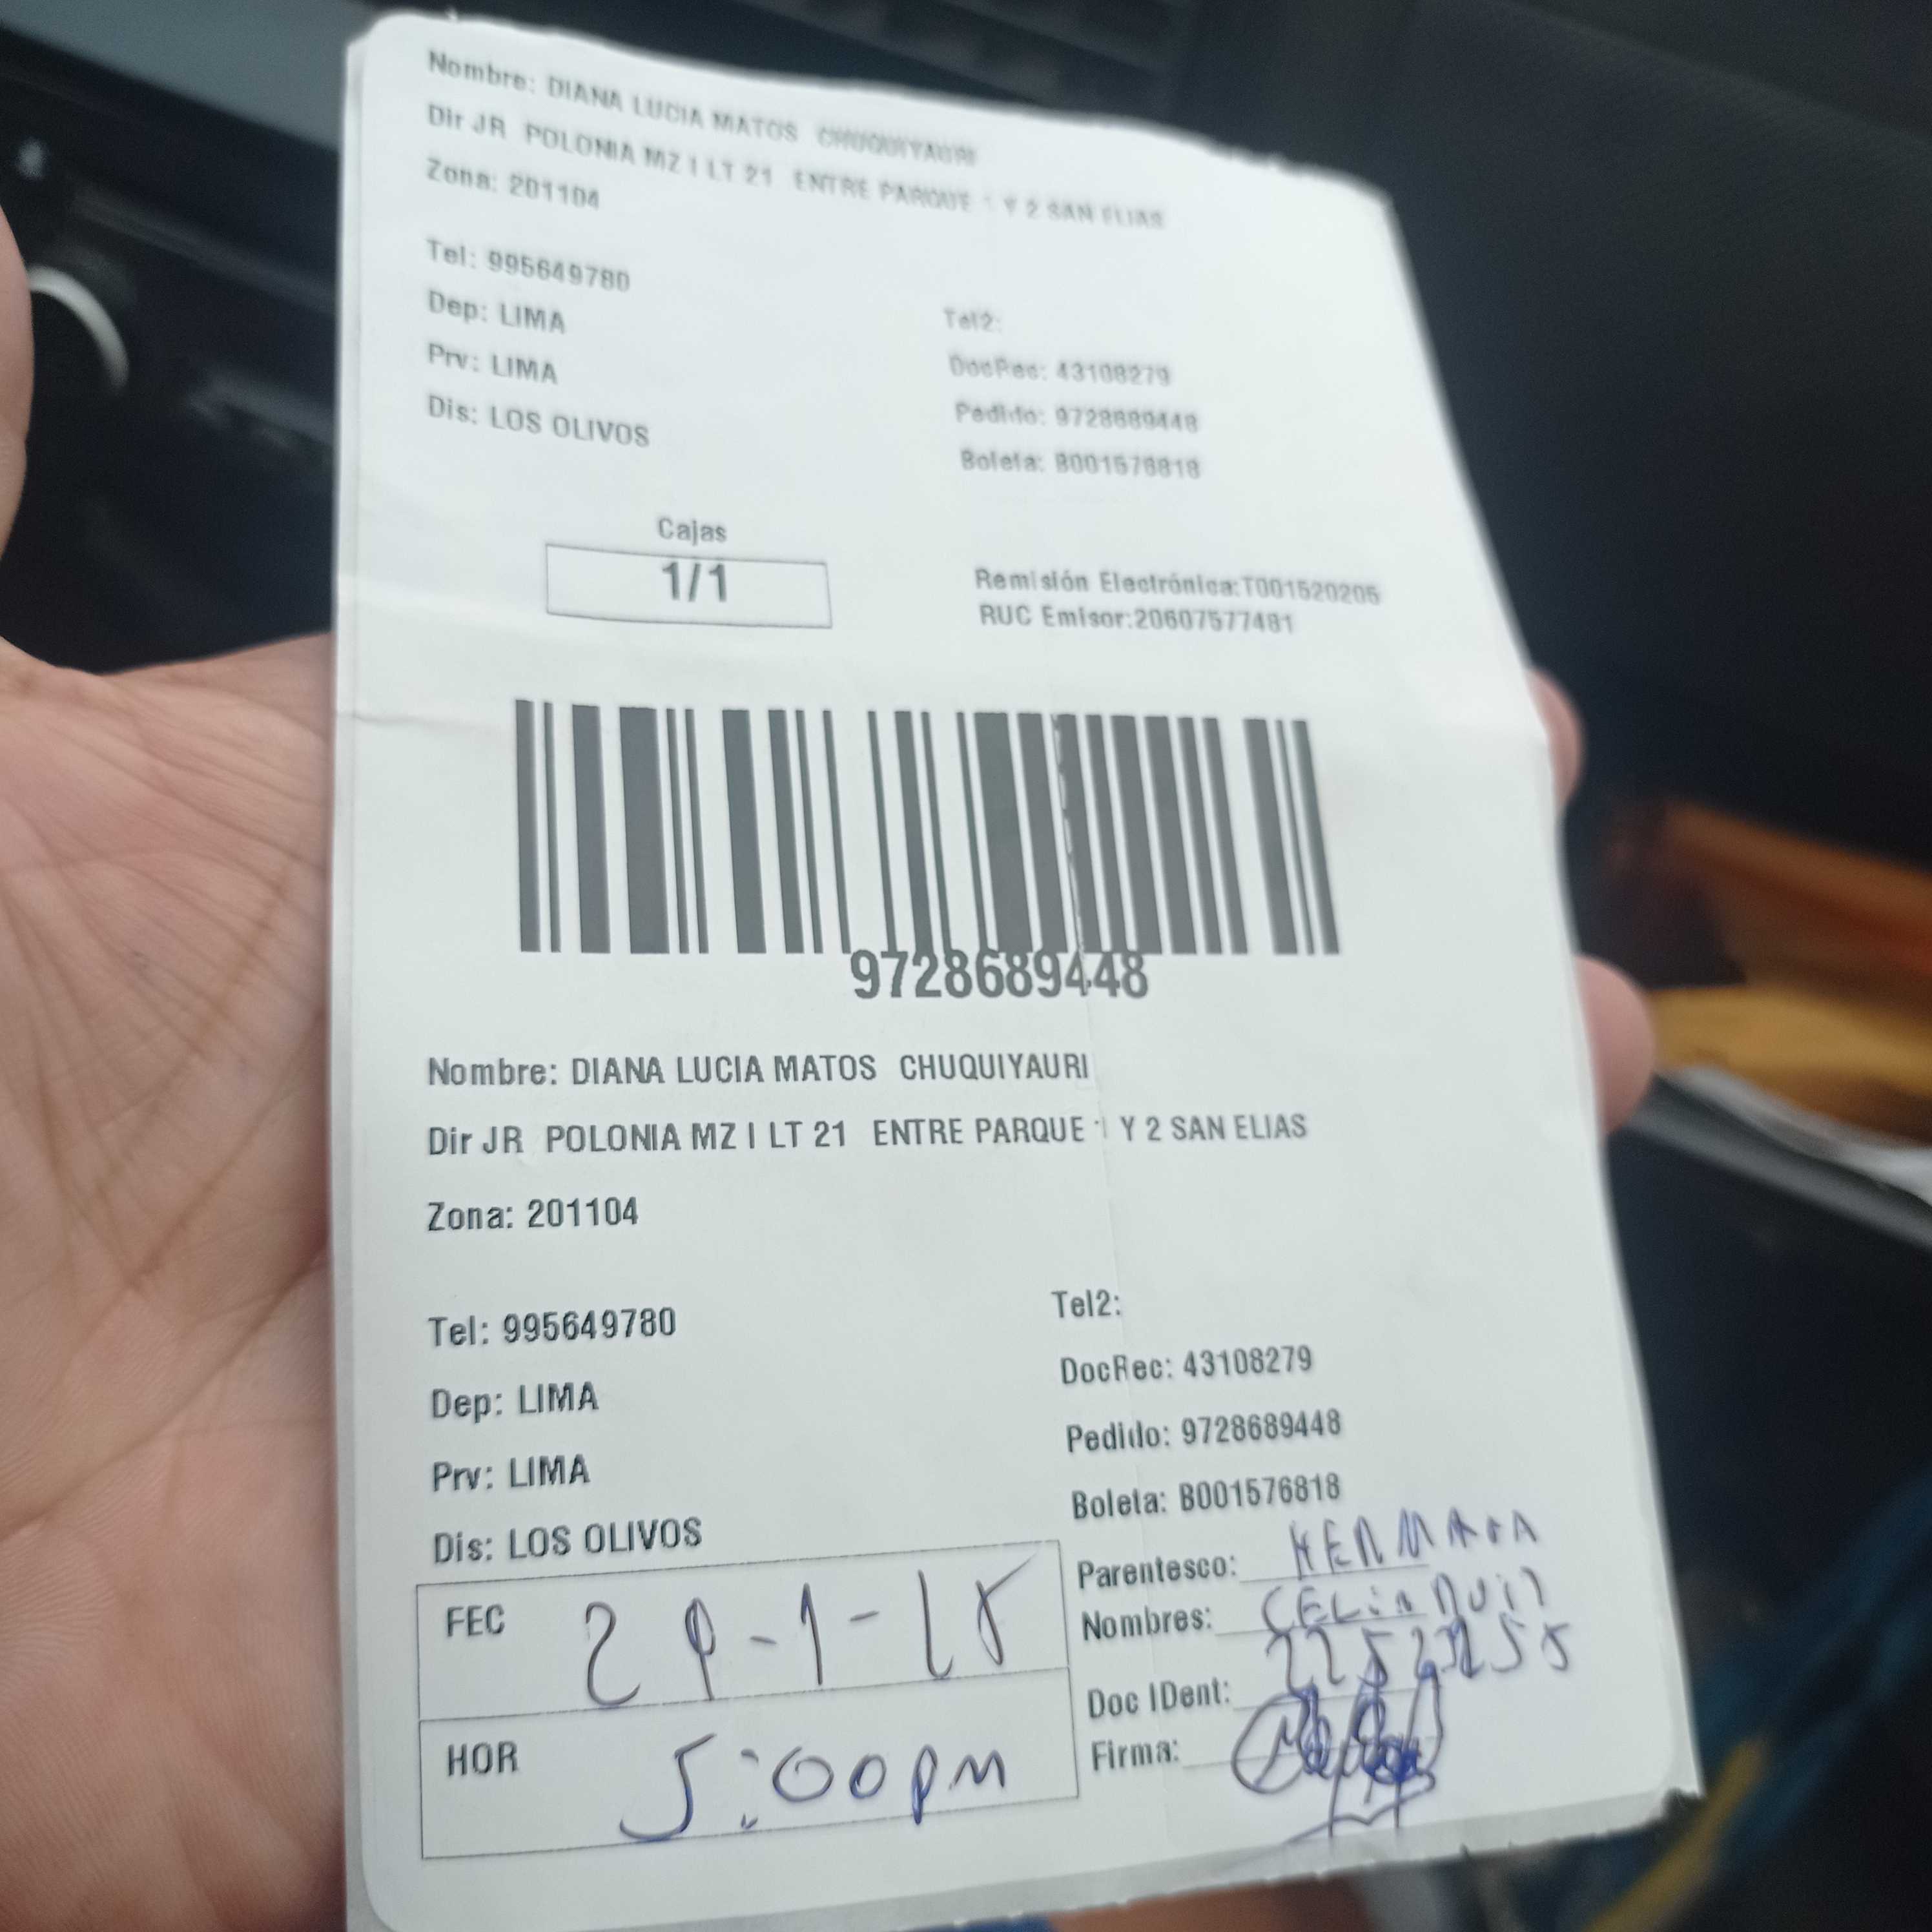 Nombre: DIANA LUCIA MATOS CHUQUIYAURI
Dir JR POLONIA MZ I LT 21 ENTRE PARQUE 1 Y 2 SAN ELIAS
Zona: 201104
Tel: 995649780
Tel2:
Dep: LIMA
DocRec: 43108279
Prv: LIMA
Pedido: 9728689448
Dis: LOS OLIVOS
Boleta: B001576818
Cajas
1/1
Remisión Electrónica:T001520205
RUC Emisor:20607577481
9728689448
Nombre: DIANA LUCIA MATOS CHUQUIYAURI
Dir JR POLONIA MZ I LT 21 ENTRE PARQUE 1 Y 2 SAN ELIAS
Zona: 201104
Tel: 995649780
Tel2:
Dep: LIMA
DocRec: 43108279
Prv: LIMA
Pedido: 9728689448
Dis: LOS OLIVOS
Boleta: B001576818
FEC
HOR 5:00pm
Parentesco: HERMANA
Nombres: CELIA
Doc IDent:
Firma: